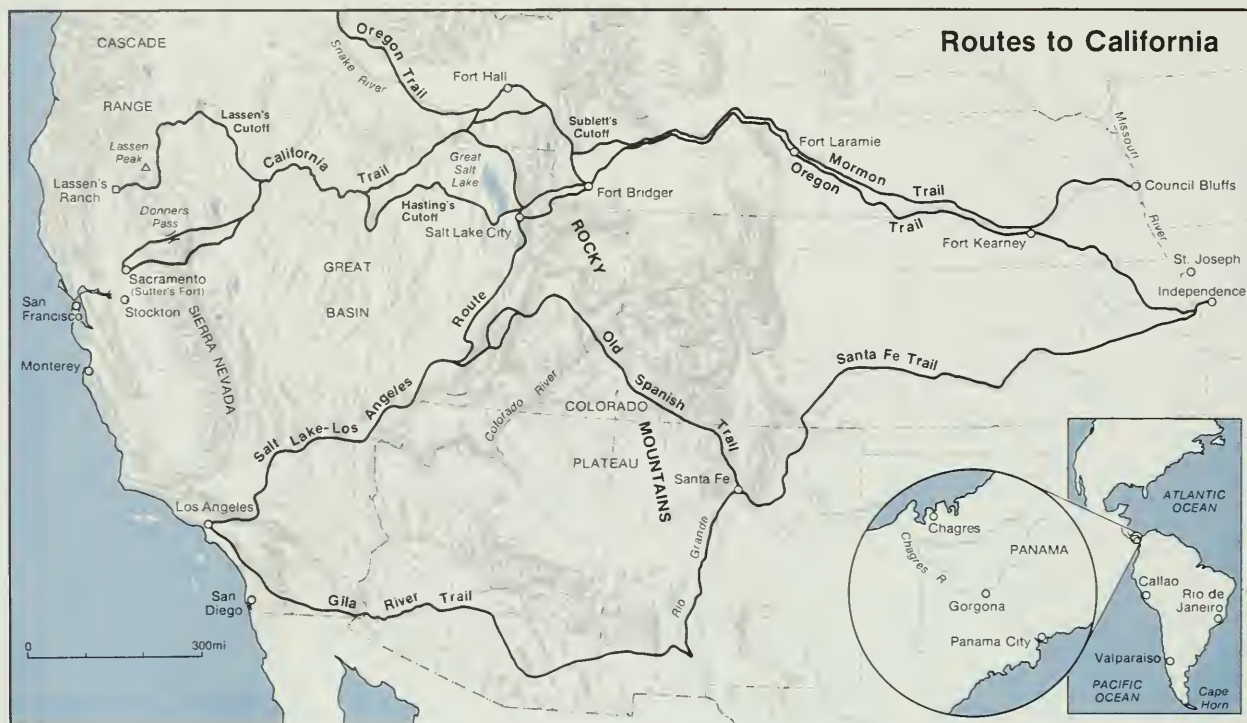 Routes to California
CASCADE
RANGE
Oregon Trail
Snake River
Fort Hall
Lassen's
Cutoff
Lassen
Peak
Lassen's
Ranch
California
Trail
Great
Salt
Lake
Sublett's
Cutoff
Fort Laramie
Mormon
Trail
Oregon
Trail
Missouri
River
Council Bluffs
Fort Bridger
Hasting's
Cutoff
Salt Lake City
Donners
Pass
Fort Kearney
St. Joseph
Independence
Sacramento
(Sutter's Fort)
Stockton
San
Francisco
Monterey
SIERRA NEVADA
GREAT
BASIN
ROCKY
MOUNTAINS
Salt Lake-Los Angeles Route
Old Spanish Trail
Colorado River
COLORADO
PLATEAU
Santa Fe Trail
Santa Fe
Rio Grande
Los Angeles
San
Diego
Gila River Trail
0 300mi
Chagres
Chagres R
PANAMA
Gorgona
Panama City
ATLANTIC
OCEAN
Callao
Rio de
Janeiro
Valparaiso
PACIFIC
OCEAN
Cape
Horn